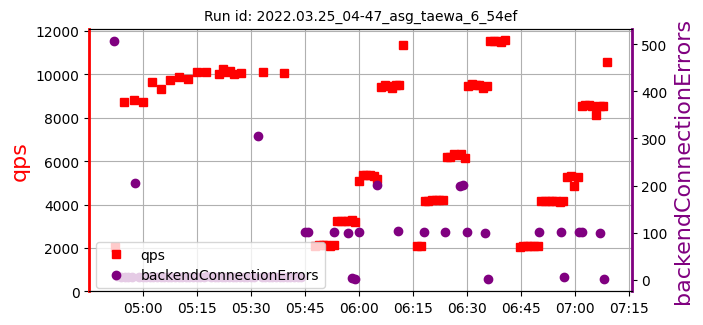 Run id: 2022.03.25_04-47_asg_taewa_6_54ef
12000
10000
8000
6000
4000
2000
0
qps
500
400
300
200
100
0
backendConnectionErrors
qps
backendConnectionErrors
05:00 05:15 05:30 05:45 06:00 06:15 06:30 06:45 07:00 07:15